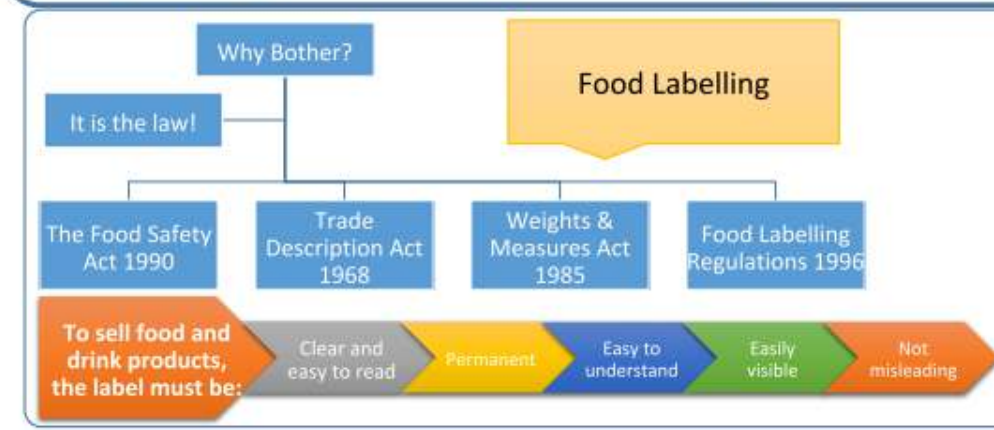 Why Bother?
Food Labelling
It is the law!
The Food Safety
Act 1990
Trade
Description Act
1968
Weights &
Measures Act
1985
Food Labelling
Regulations 1996
To sell food and
drink products,
the label must be:
Clear and
easy to read
Permanent
Easy to
understand
Easily
visible
Not
misleading